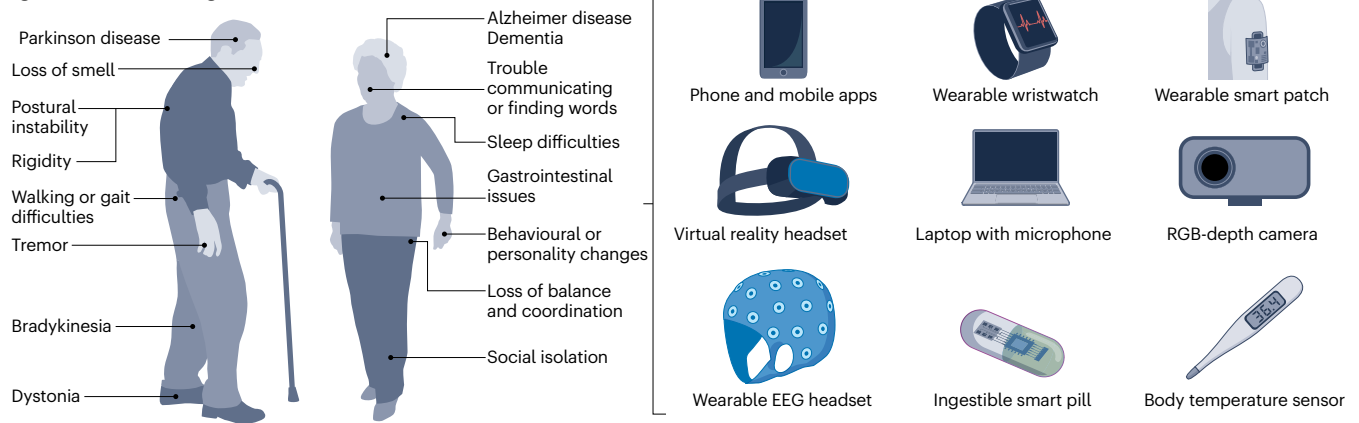 Parkinson disease
Loss of smell
Postural
instability
Rigidity
Walking or gait
difficulties
Tremor
Bradykinesia
Dystonia
Alzheimer disease
Dementia
Trouble
communicating
or finding words
Sleep difficulties
Gastrointestinal
issues
Behavioural or
personality changes
Loss of balance
and coordination
Social isolation
Phone and mobile apps
Wearable wristwatch
Wearable smart patch
Virtual reality headset
Laptop with microphone
RGB-depth camera
36.4
Wearable EEG headset
Ingestible smart pill
Body temperature sensor